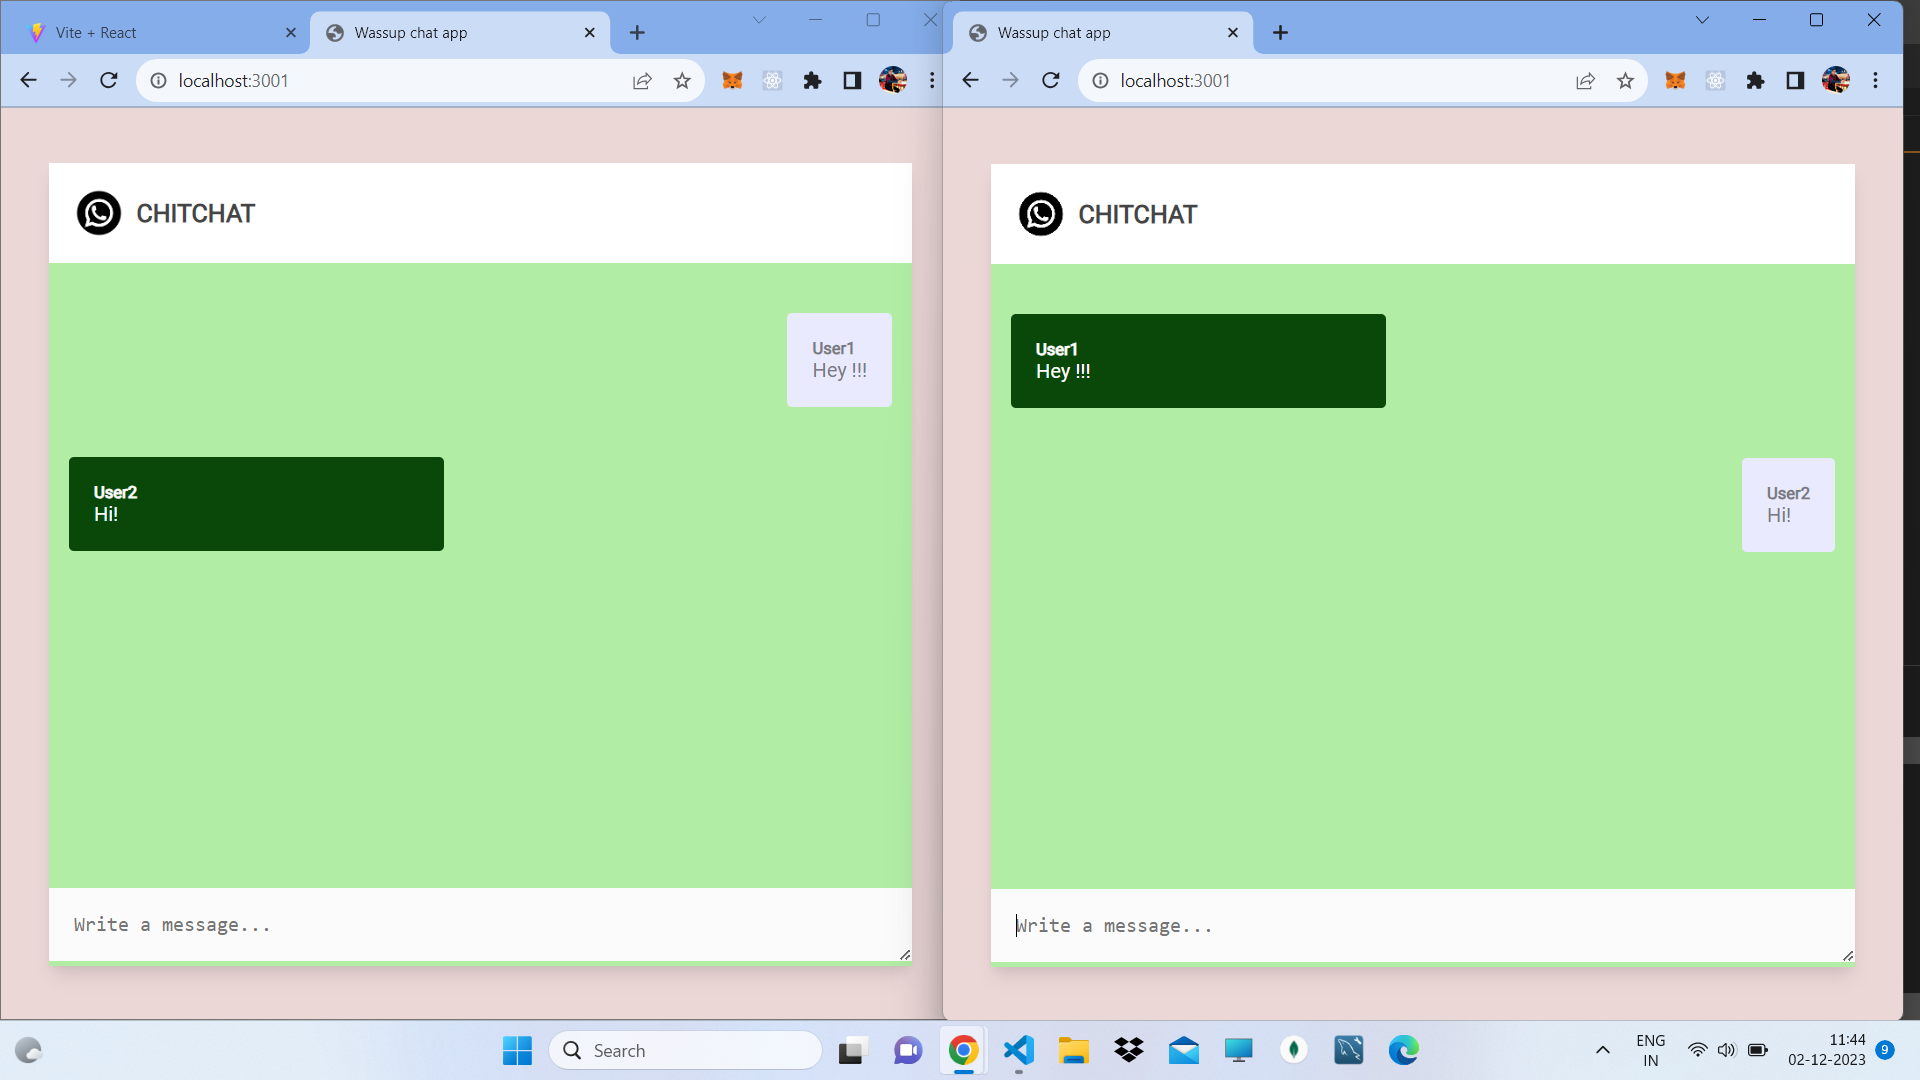 Vite + React
Wassup chat app
localhost:3001
CHITCHAT
User1
Hey !!!
User2
Hi!
Write a message...
Wassup chat app
localhost:3001
CHITCHAT
User1
Hey !!!
User2
Hi!
Write a message...
Search
ENG
IN
11:44
02-12-2023
9